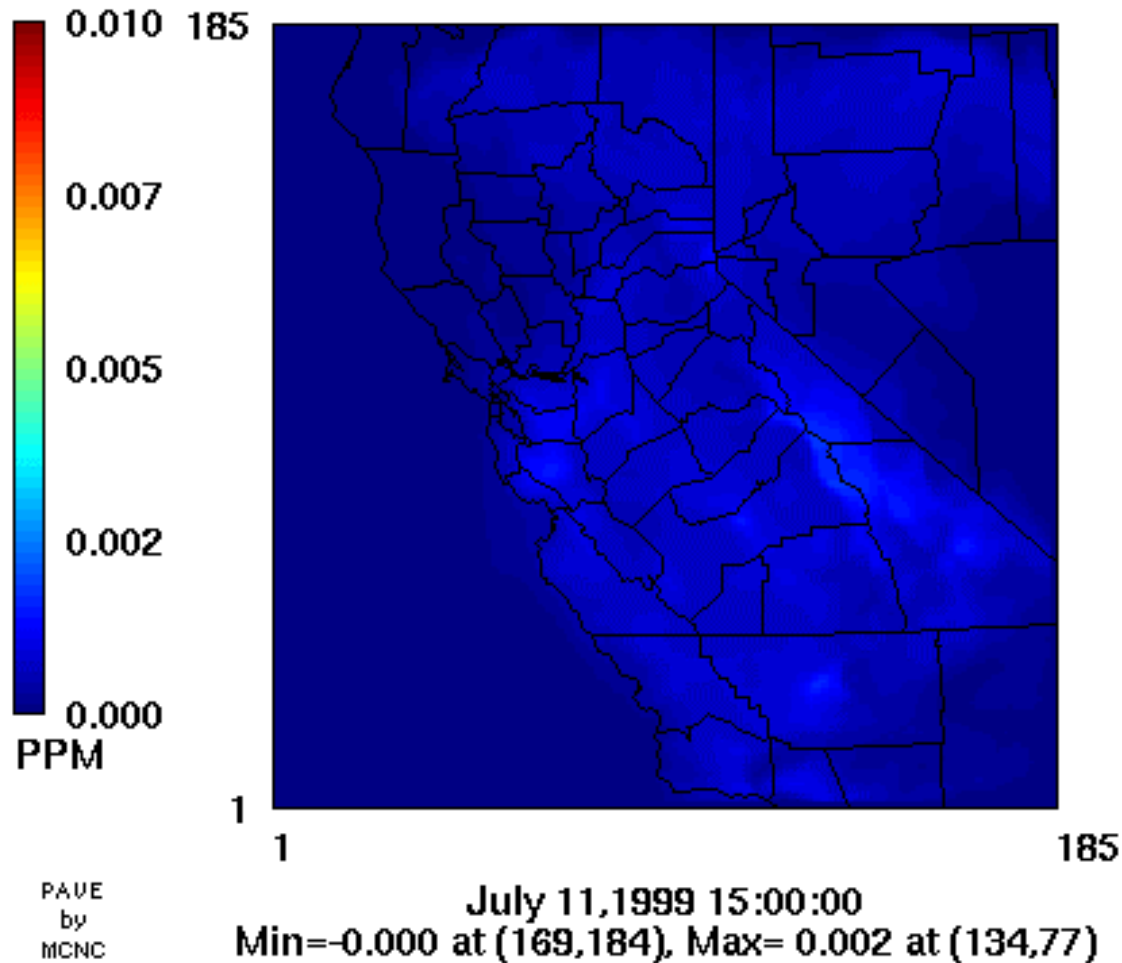 0.010
185
0.007
0.005
0.002
0.000
PPM
1
1
185
PAVE
by
MCNC
July 11,1999 15:00:00
Min=-0.000 at (169,184), Max= 0.002 at (134,77)